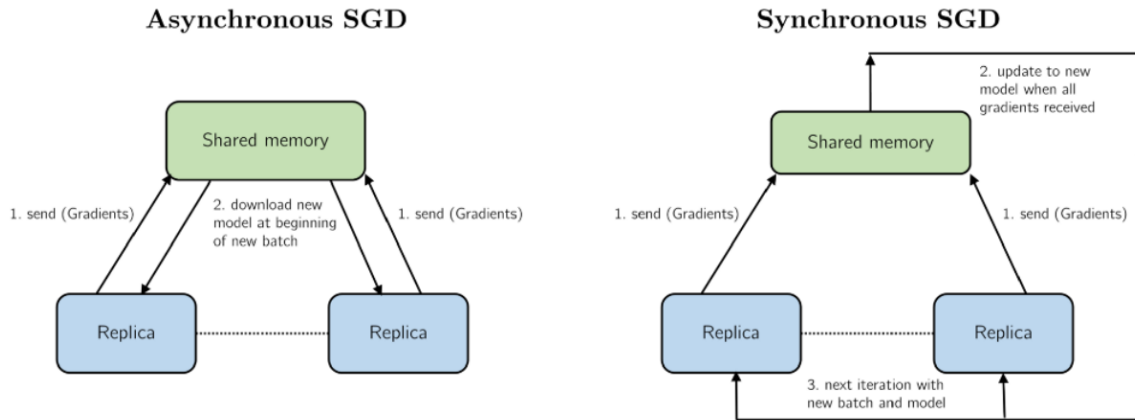 Asynchronous SGD
Shared memory
1. send (Gradients)
2. download new
model at beginning
of new batch
1. send (Gradients)
Replica
Replica
Synchronous SGD
2. update to new
model when all
gradients received
Shared memory
1. send (Gradients)
1. send (Gradients)
Replica
Replica
3. next iteration with
new batch and model